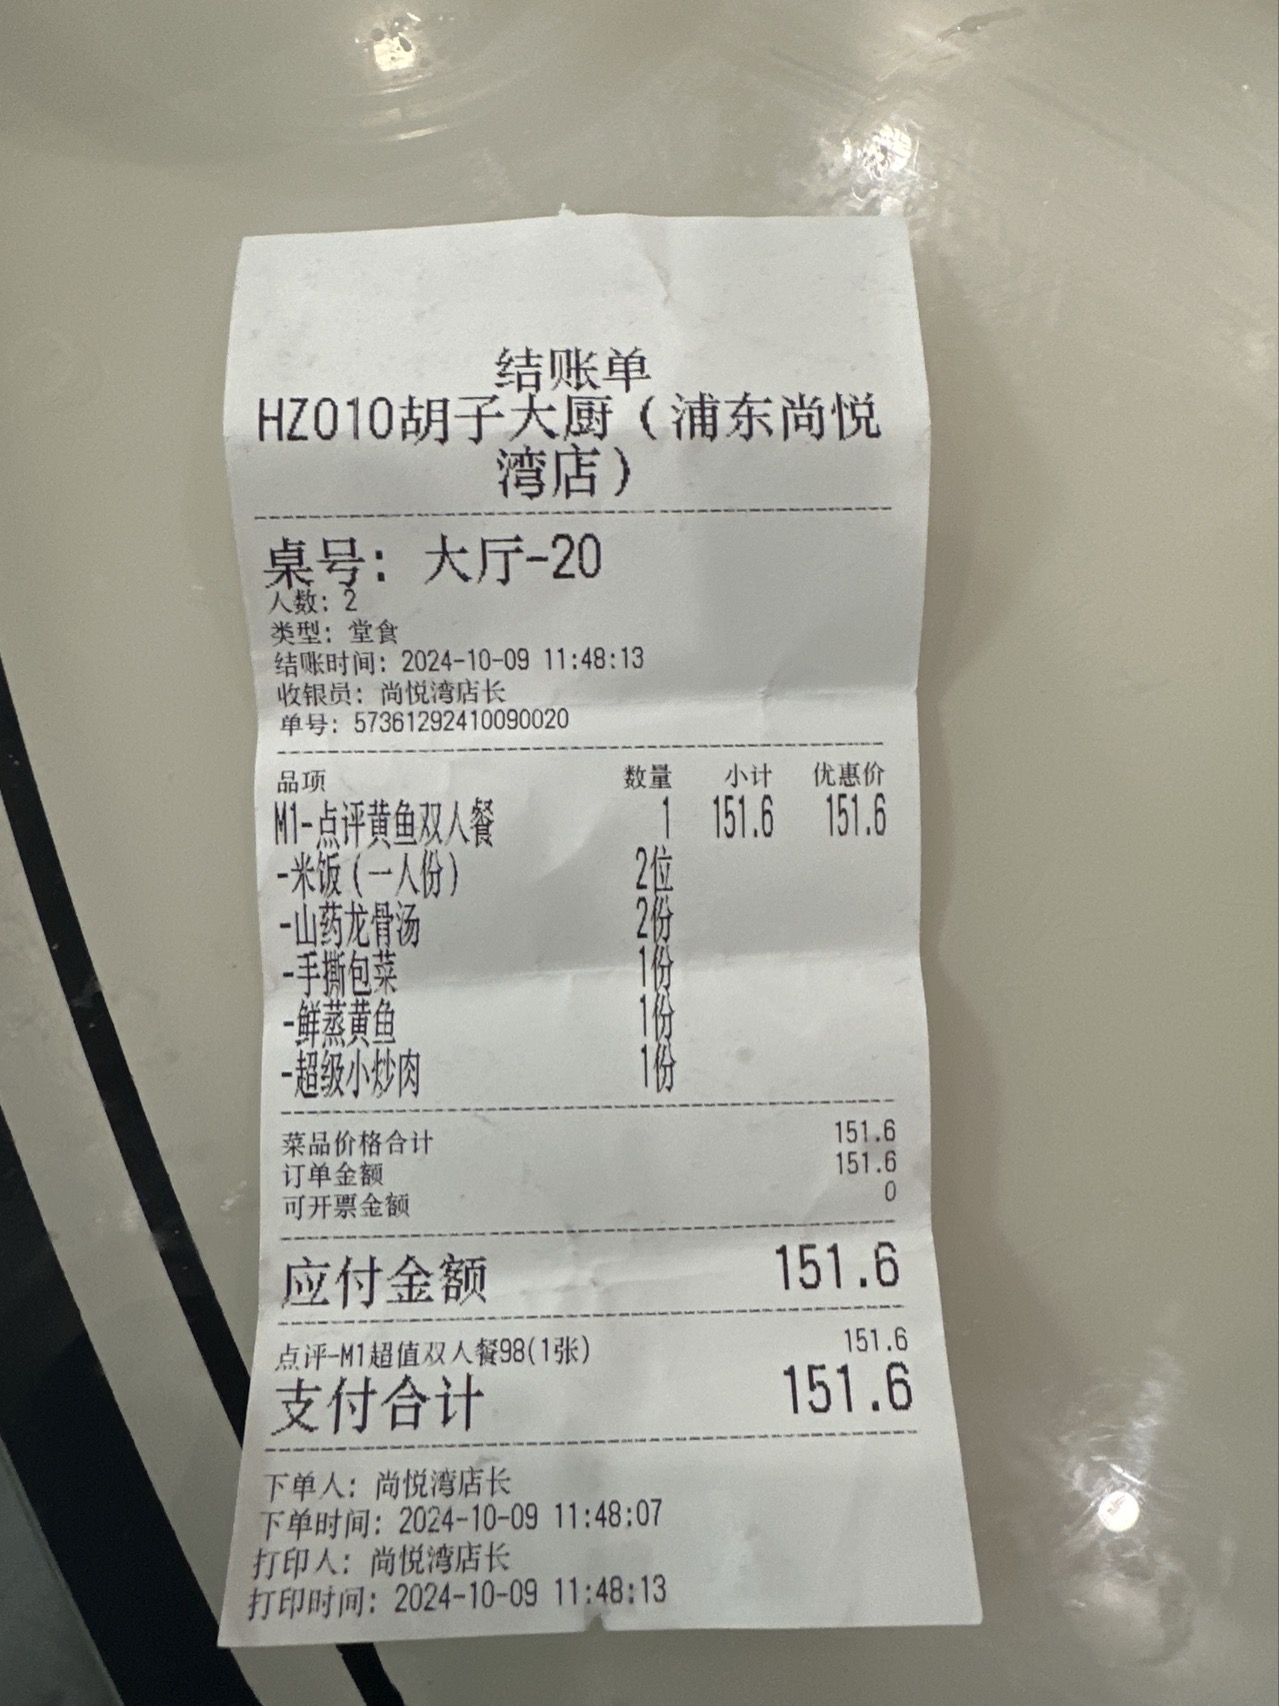 结账单
HZ010胡子大厨（浦东尚悦
湾店）
桌号：大厅-20
人数：2
类型：堂食
结账时间：2024-10-09 11:48:13
收银员：尚悦湾店长
单号：57361292410090020
品项 数量 小计 优惠价
M1-点评黄鱼双人餐 1 151.6 151.6
-米饭（一人份） 2位
-山药龙骨汤 2份
-手撕包菜 1份
-鲜蒸黄鱼 1份
-超级小炒肉 1份
菜品价格合计 151.6
订单金额 151.6
可开票金额 0
应付金额 151.6
点评-M1超值双人餐98(1张) 151.6
支付合计 151.6
下单人：尚悦湾店长
下单时间：2024-10-09 11:48:07
打印人：尚悦湾店长
打印时间：2024-10-09 11:48:13